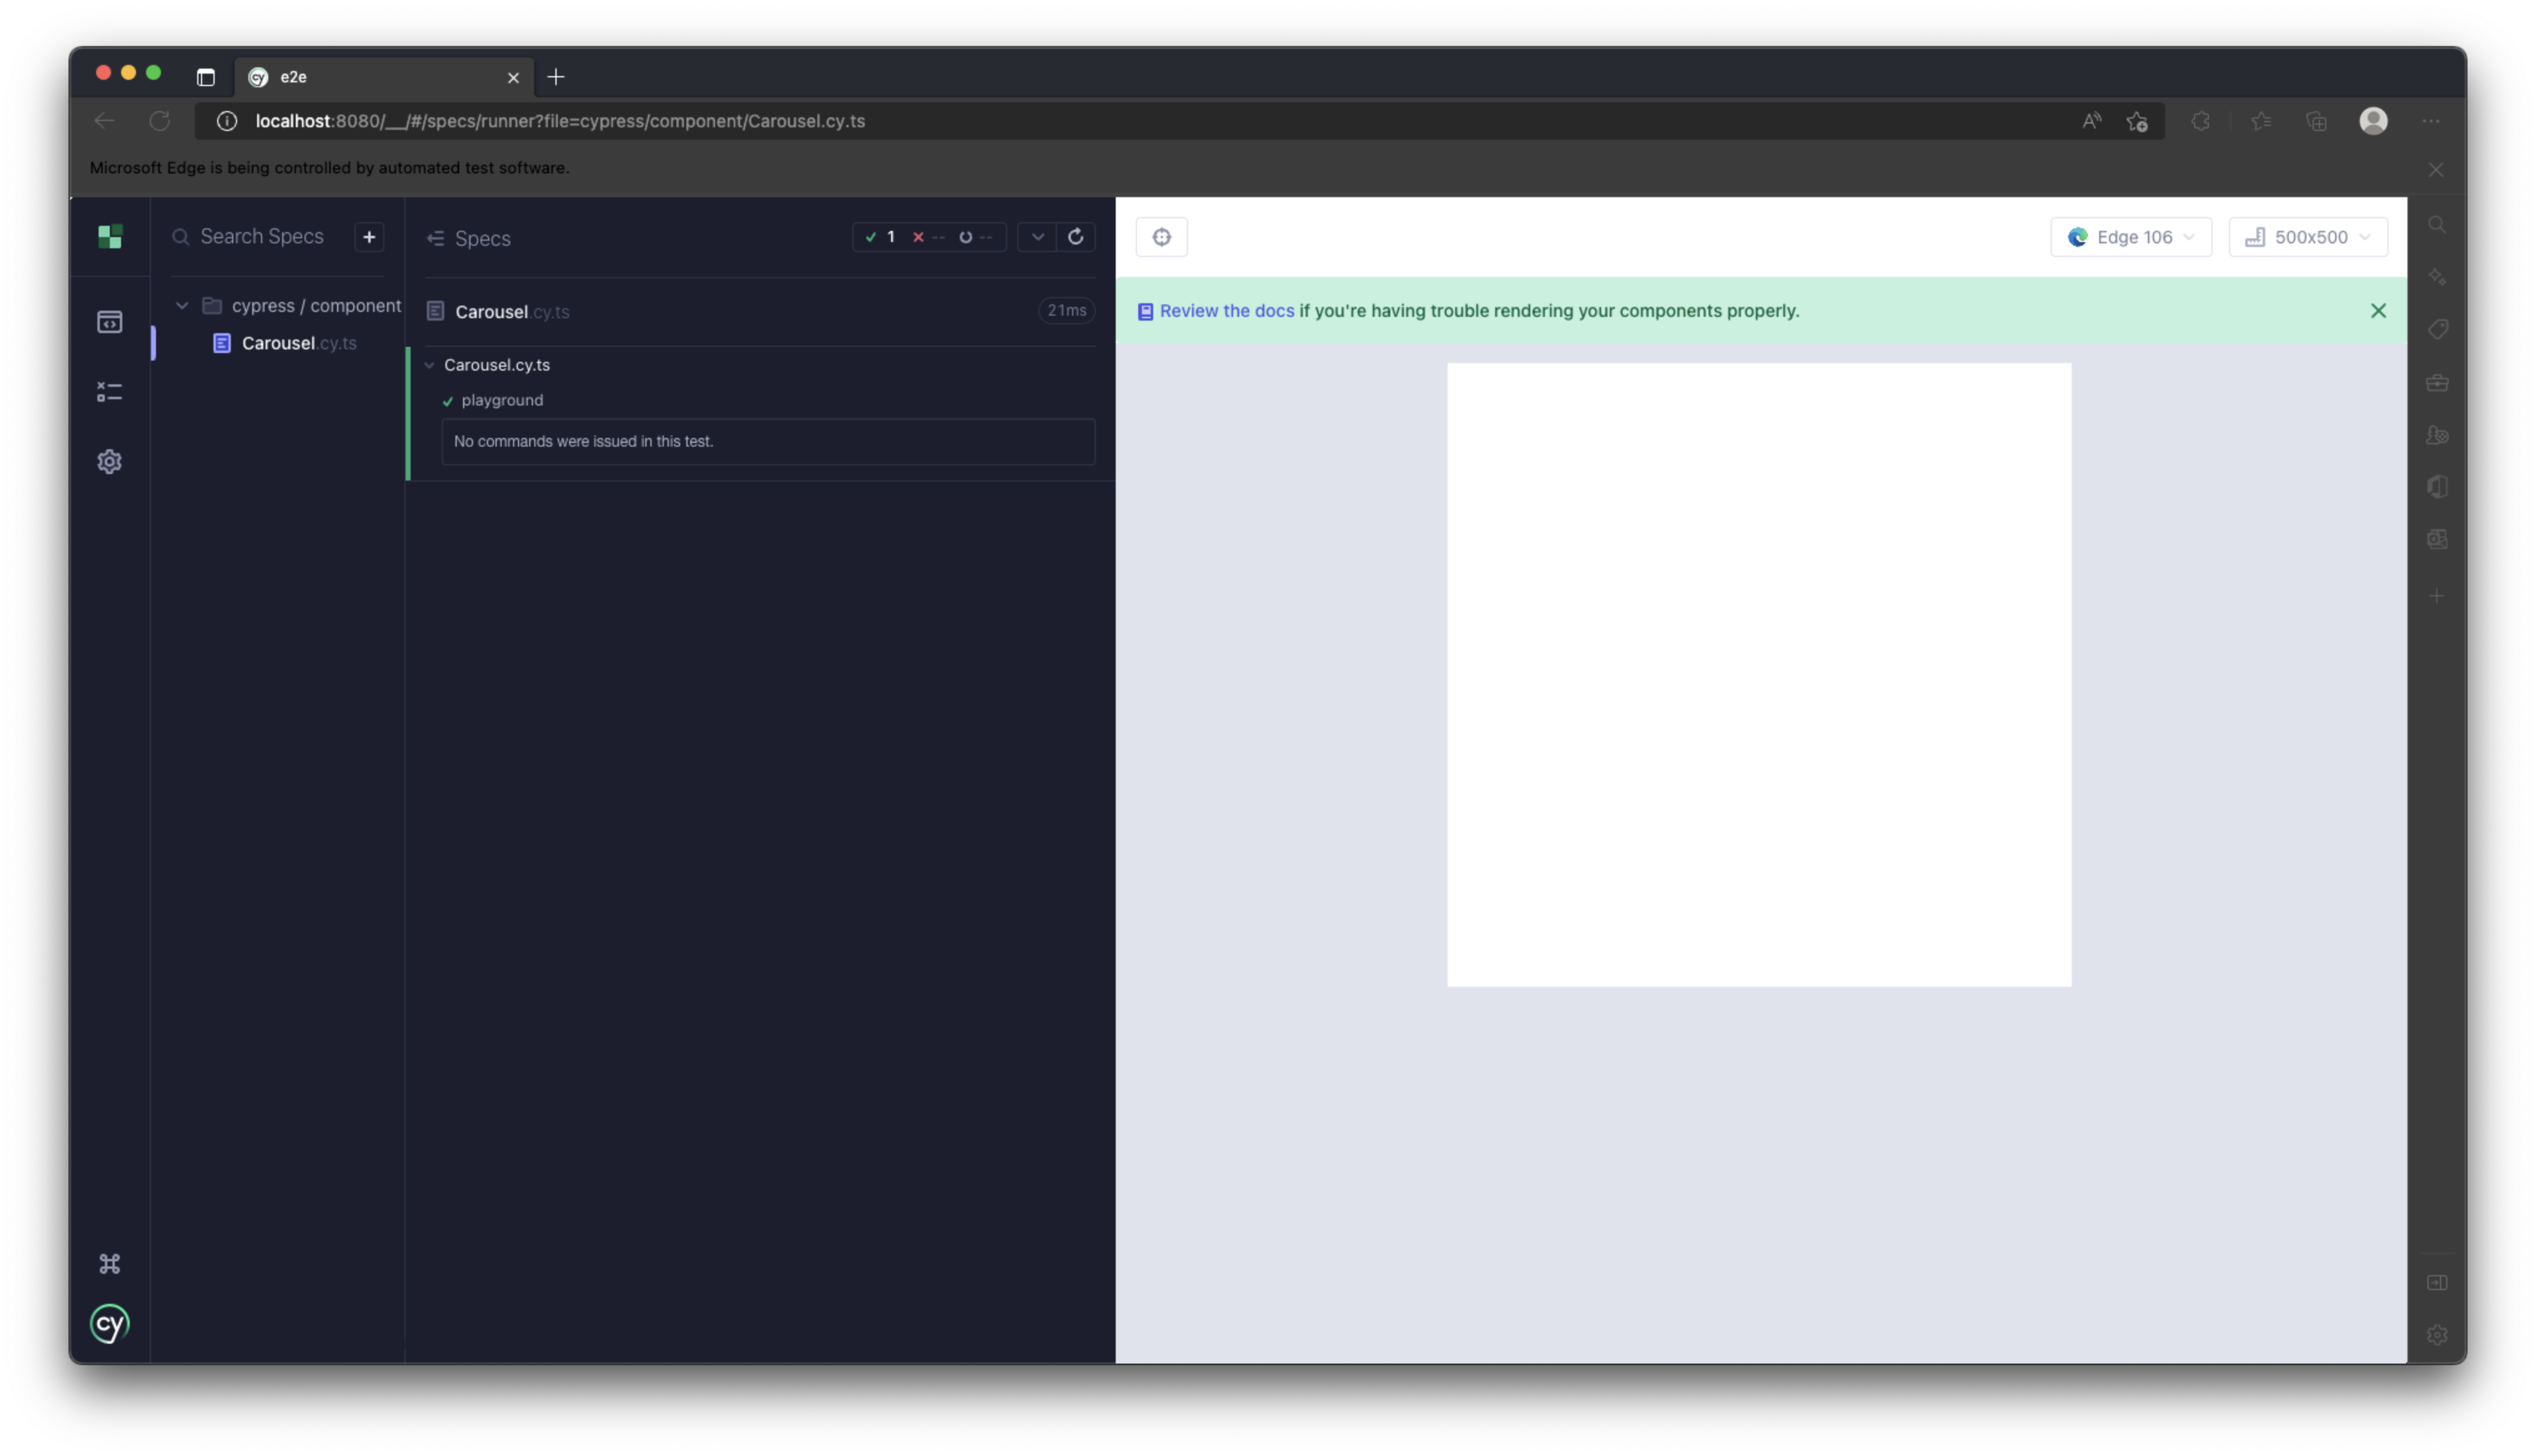 e2e
localhost:8080/__/#/specs/runner?file=cypress/component/Carousel.cy.ts
Microsoft Edge is being controlled by automated test software.
Search Specs
cypress / component
Carousel.cy.ts
Specs
1 -- --
Carousel.cy.ts
21ms
Carousel.cy.ts
playground
No commands were issued in this test.
Edge 106
500x500
Review the docs if you're having trouble rendering your components properly.
cy